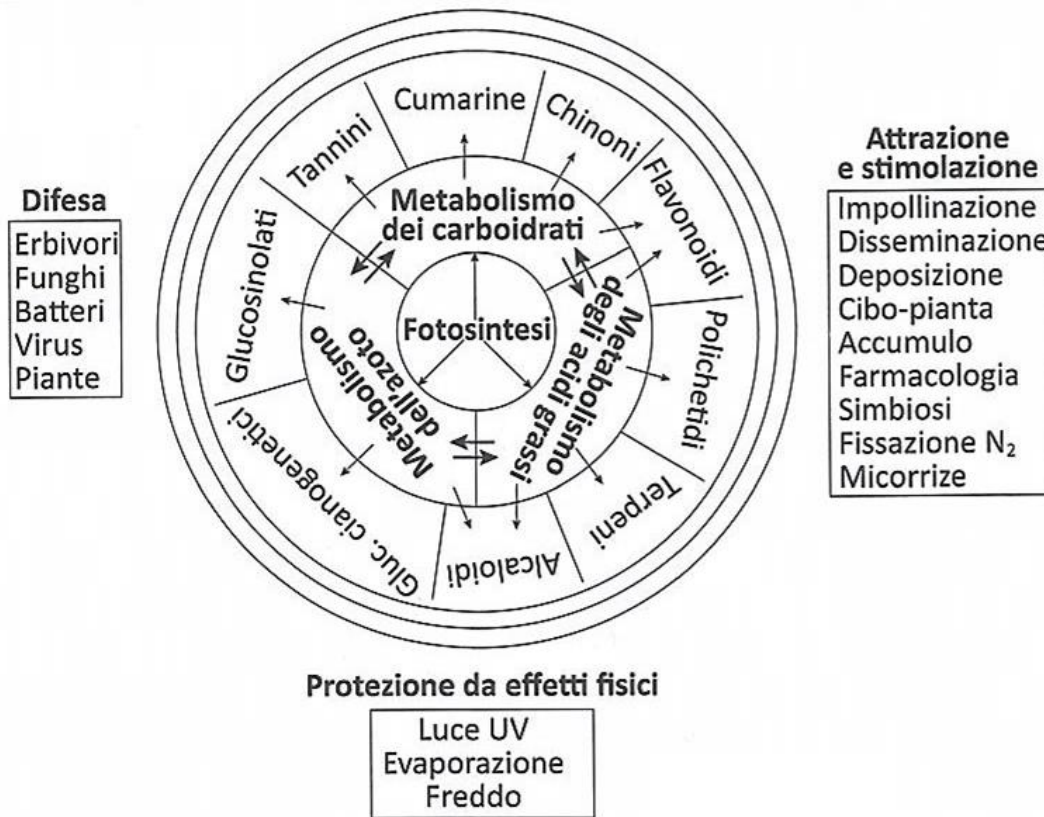 Cumarine
Chinoni
Flavonoidi
Polichetidi
Terpeni
Alcaloidi
Gluc. cianogenetici
Glucosinolati
Tannini
Metabolismo
dei carboidrati
Metabolismo
degli acidi grassi
Metabolismo
dell'azoto
Fotosintesi
Difesa
Erbivori
Funghi
Batteri
Virus
Piante
Attrazione
e stimolazione
Impollinazione
Disseminazione
Deposizione
Cibo-pianta
Accumulo
Farmacologia
Simbiosi
Fissazione N₂
Micorrize
Protezione da effetti fisici
Luce UV
Evaporazione
Freddo